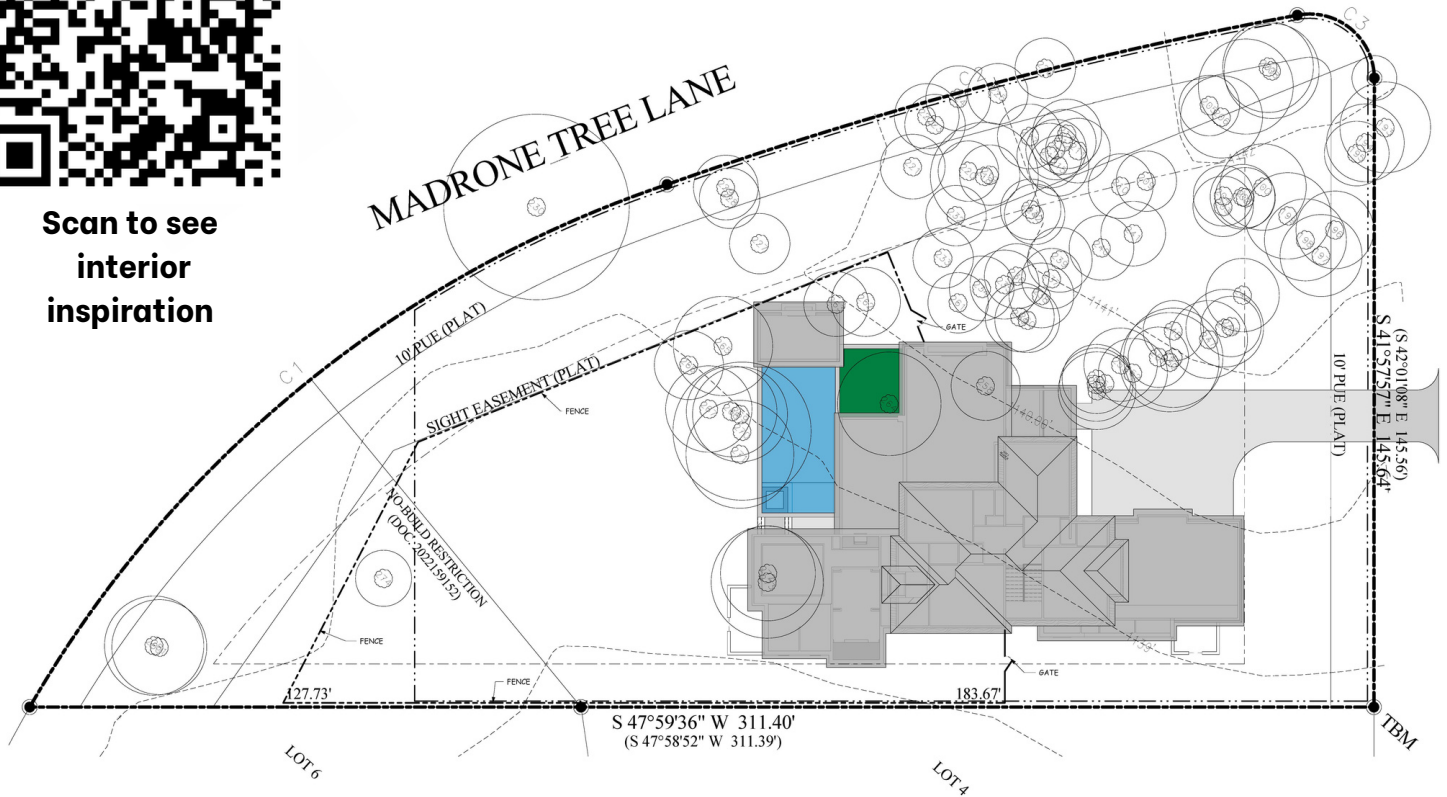 Scan to see
interior
inspiration
MADRONE TREE LANE
C3
C1
10' PUE (PLAT)
SIGHT EASEMENT (PLAT)
FENCE
GATE
NO-BUILD RESTRICTION
(DOC. 2022159152)
FENCE
FENCE
GATE
10' PUE (PLAT)
S 41°57'57" E 145.64'
(S 42°01'08" E 145.56')
127.73'
183.67'
S 47°59'36" W 311.40'
(S 47°58'52" W 311.39')
LOT 6
LOT 4
TBM